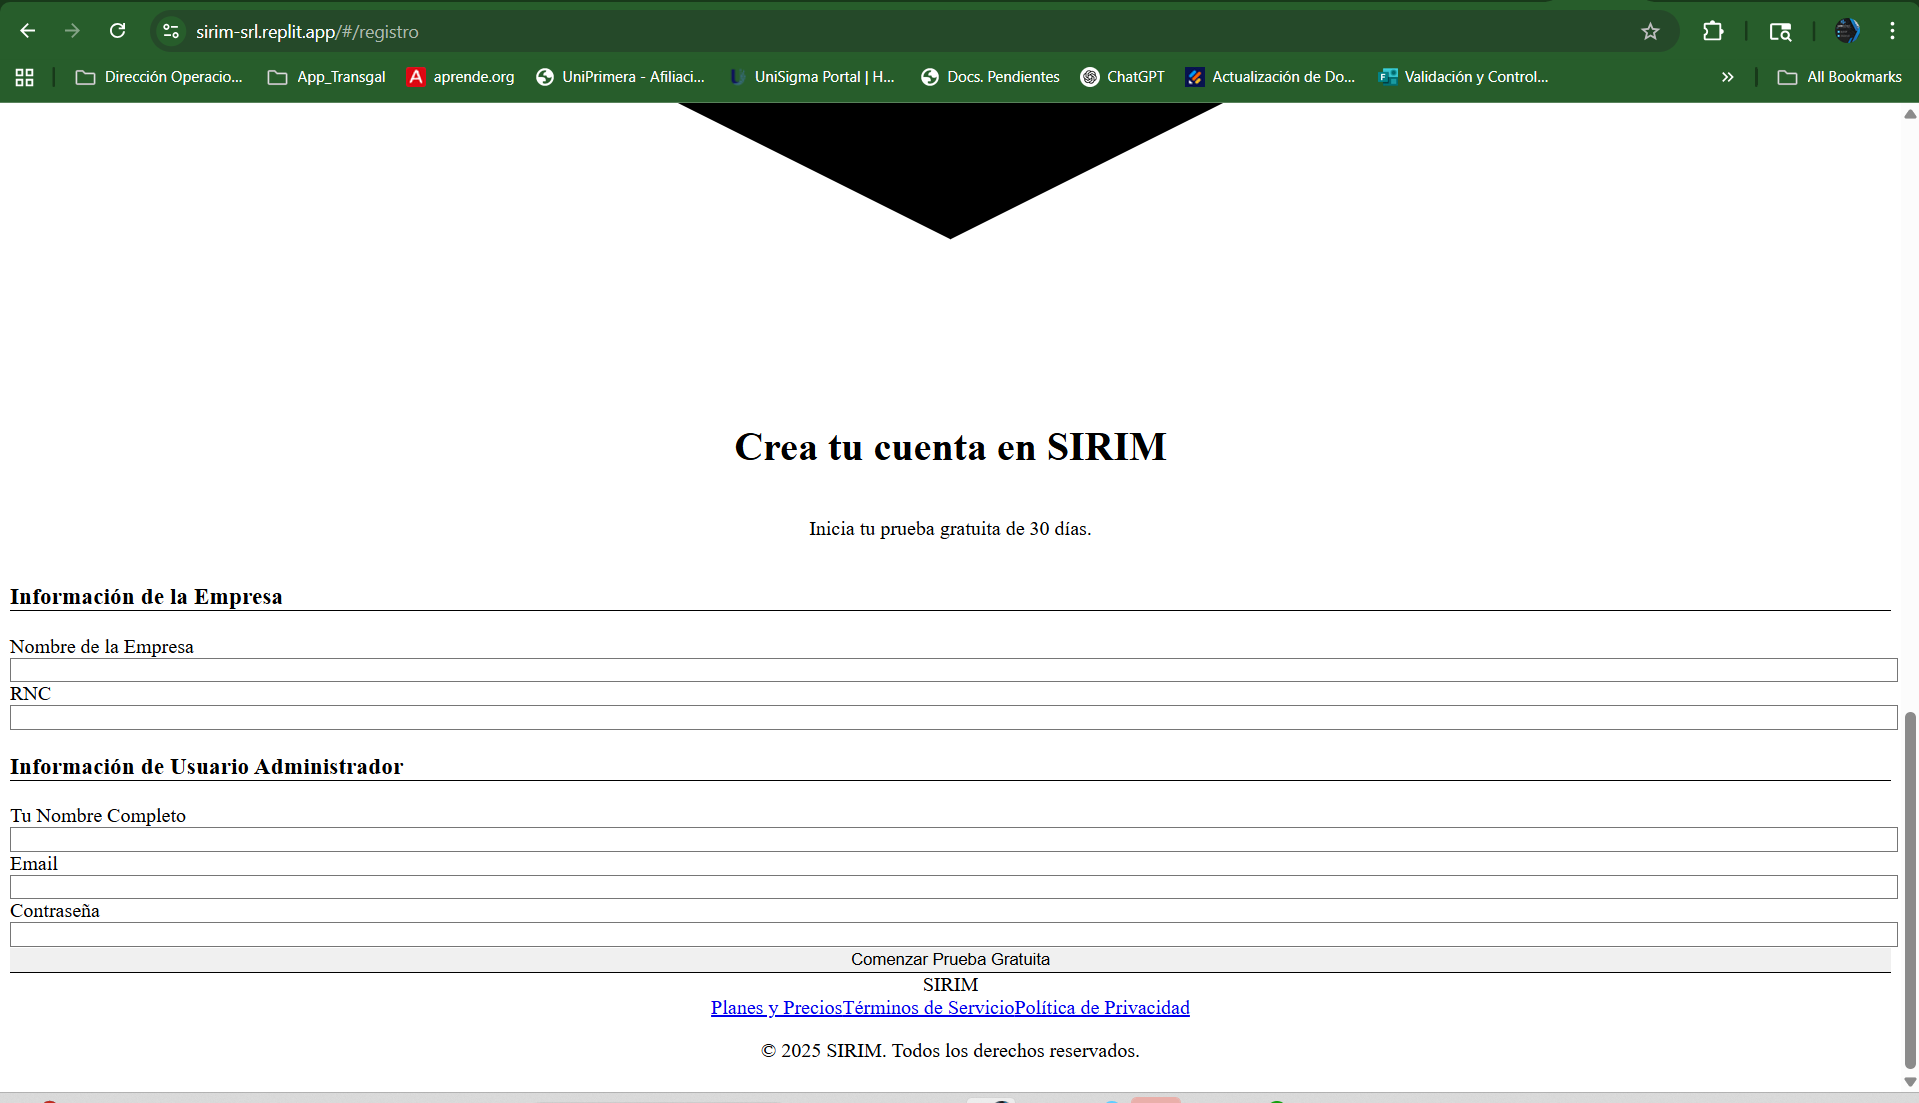 sirim-srl.replit.app/#/registro
Dirección Operacio... App_Transgal aprende.org UniPrimera - Afiliaci... UniSigma Portal | H... Docs. Pendientes ChatGPT Actualización de Do... Validación y Control... » All Bookmarks
Crea tu cuenta en SIRIM
Inicia tu prueba gratuita de 30 días.
Información de la Empresa
Nombre de la Empresa
RNC
Información de Usuario Administrador
Tu Nombre Completo
Email
Contraseña
Comenzar Prueba Gratuita
SIRIM
Planes y PreciosTérminos de ServicioPolítica de Privacidad
© 2025 SIRIM. Todos los derechos reservados.